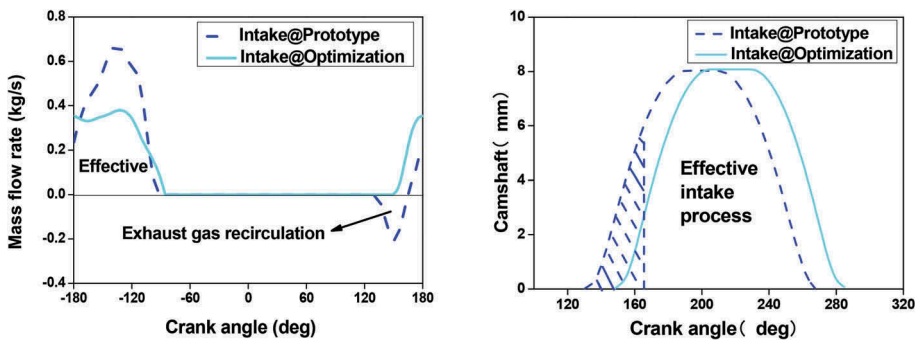 0.8
0.6
0.4
0.2
0.0
-0.2
-0.4
Mass flow rate (kg/s)
Intake@Prototype
Intake@Optimization
Effective
Exhaust gas recirculation
-180 -120 -60 0 60 120 180
Crank angle (deg)
10
8
6
4
2
0
Camshaft( mm)
Intake@Prototype
Intake@Optimization
Effective
intake
process
120 160 200 240 280 320
Crank angle( deg)